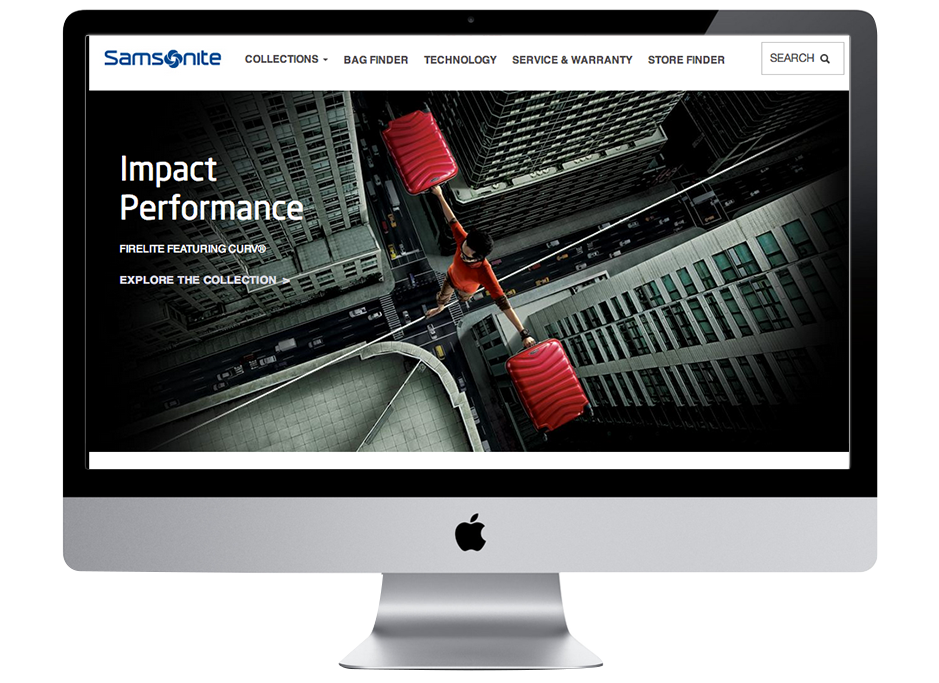 Samsonite
COLLECTIONS
BAG FINDER
TECHNOLOGY
SERVICE & WARRANTY
STORE FINDER
SEARCH
Impact
Performance
FIRELITE FEATURING CURV®
EXPLORE THE COLLECTION >